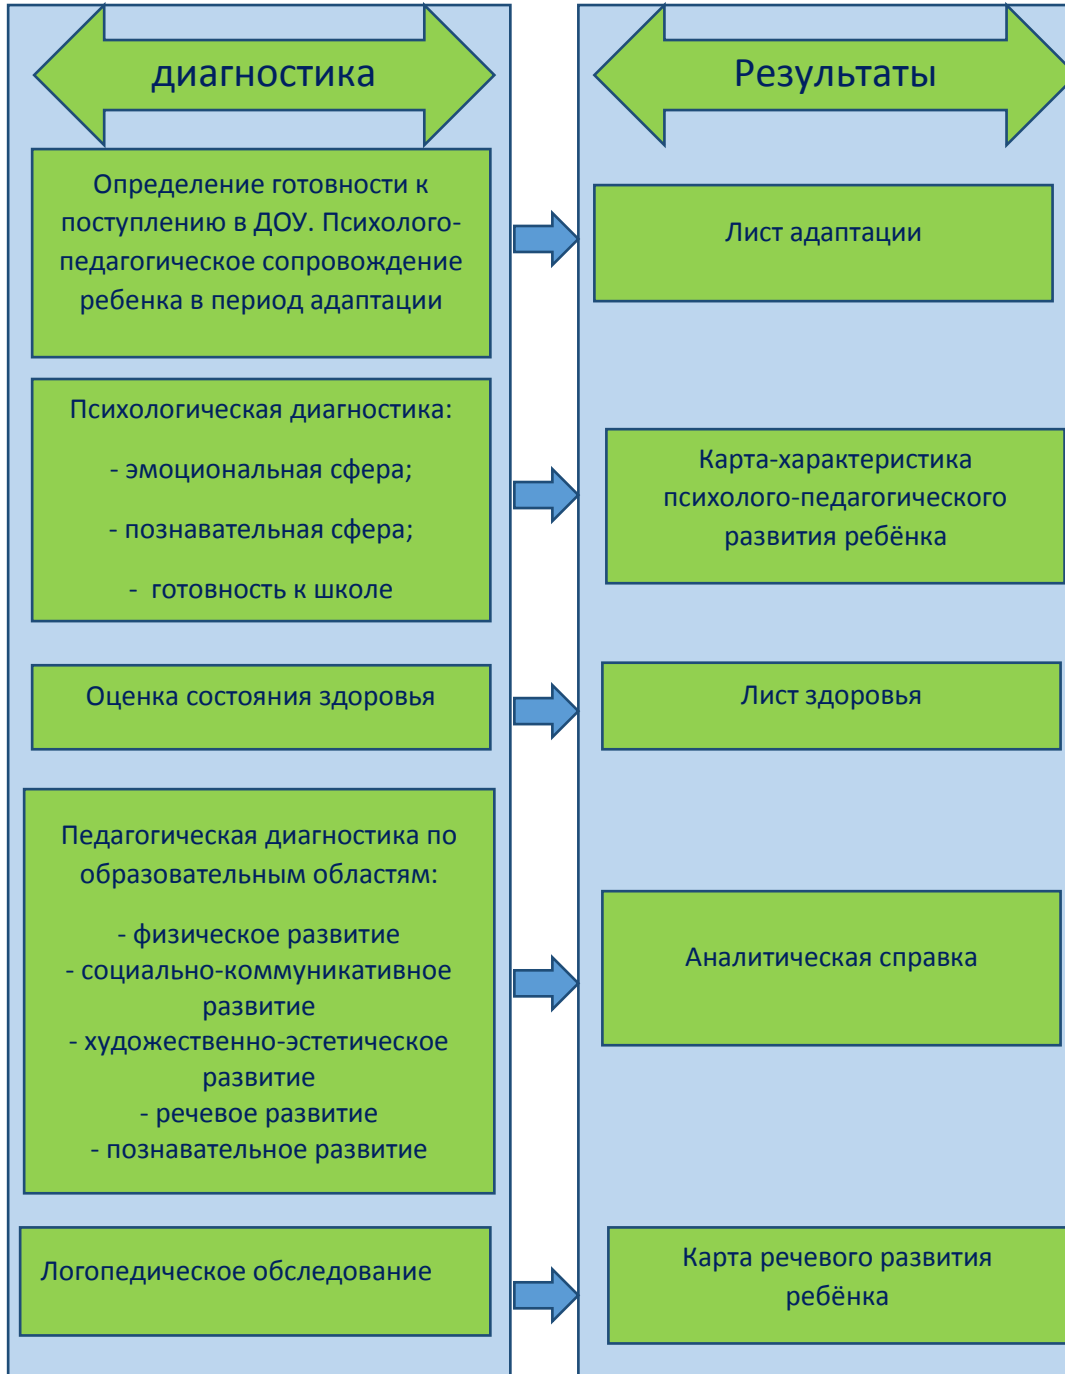 диагностика
Результаты
Определение готовности к
поступлению в ДОУ. Психолого-
педагогическое сопровождение
ребенка в период адаптации
Лист адаптации
Психологическая диагностика:
- эмоциональная сфера;
- познавательная сфера;
- готовность к школе
Карта-характеристика
психолого-педагогического
развития ребёнка
Оценка состояния здоровья
Лист здоровья
Педагогическая диагностика по
образовательным областям:
- физическое развитие
- социально-коммуникативное
развитие
- художественно-эстетическое
развитие
- речевое развитие
- познавательное развитие
Аналитическая справка
Логопедическое обследование
Карта речевого развития
ребёнка